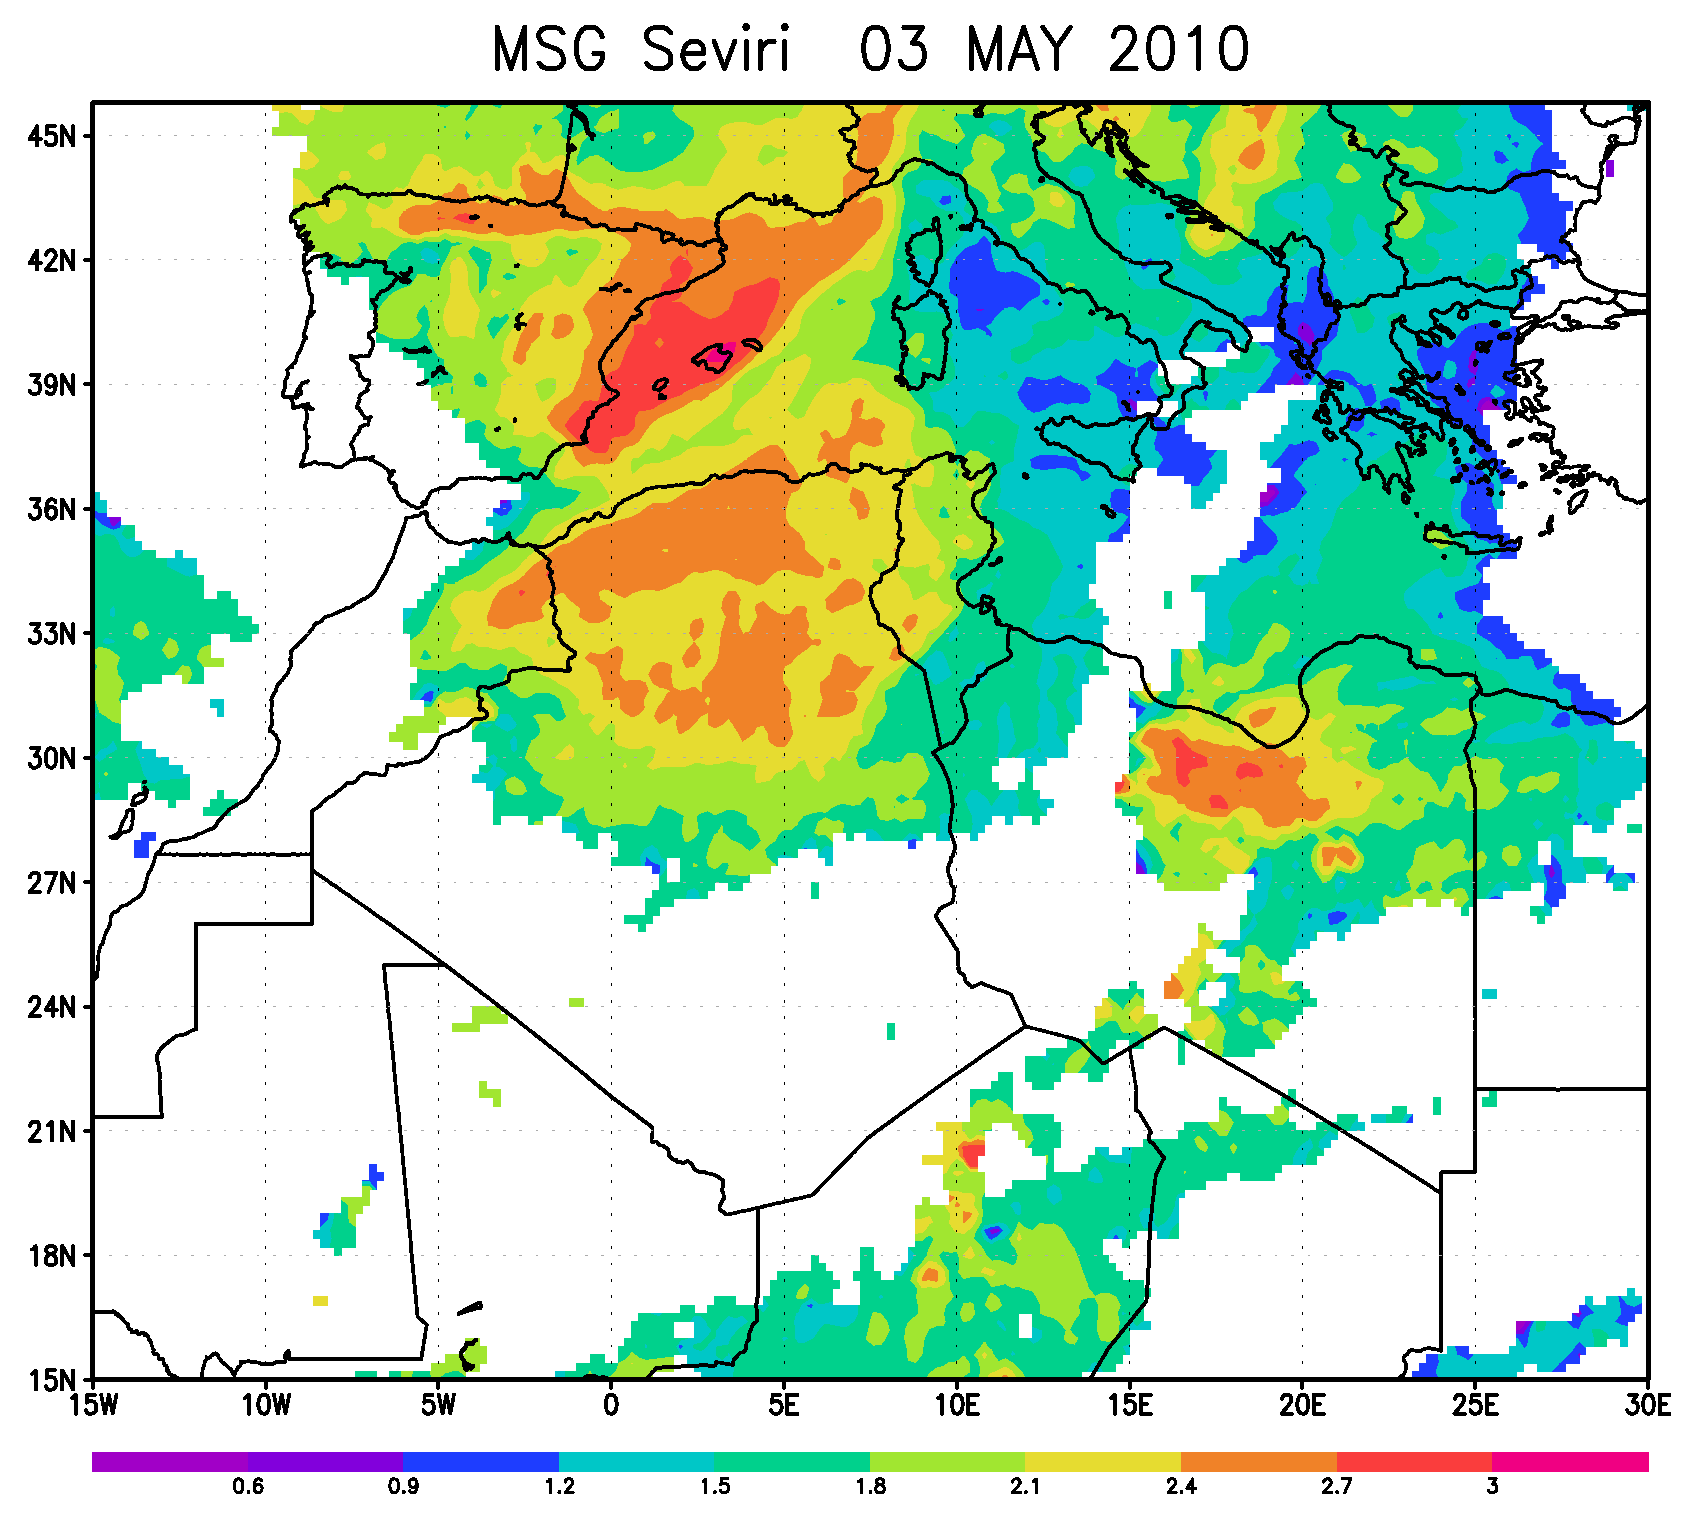 MSG Seviri 03 MAY 2010
45N
42N
39N
36N
33N
30N
27N
24N
21N
18N
15N
15W 10W 5W 0 5E 10E 15E 20E 25E 30E
0.6 0.9 1.2 1.5 1.8 2.1 2.4 2.7 3